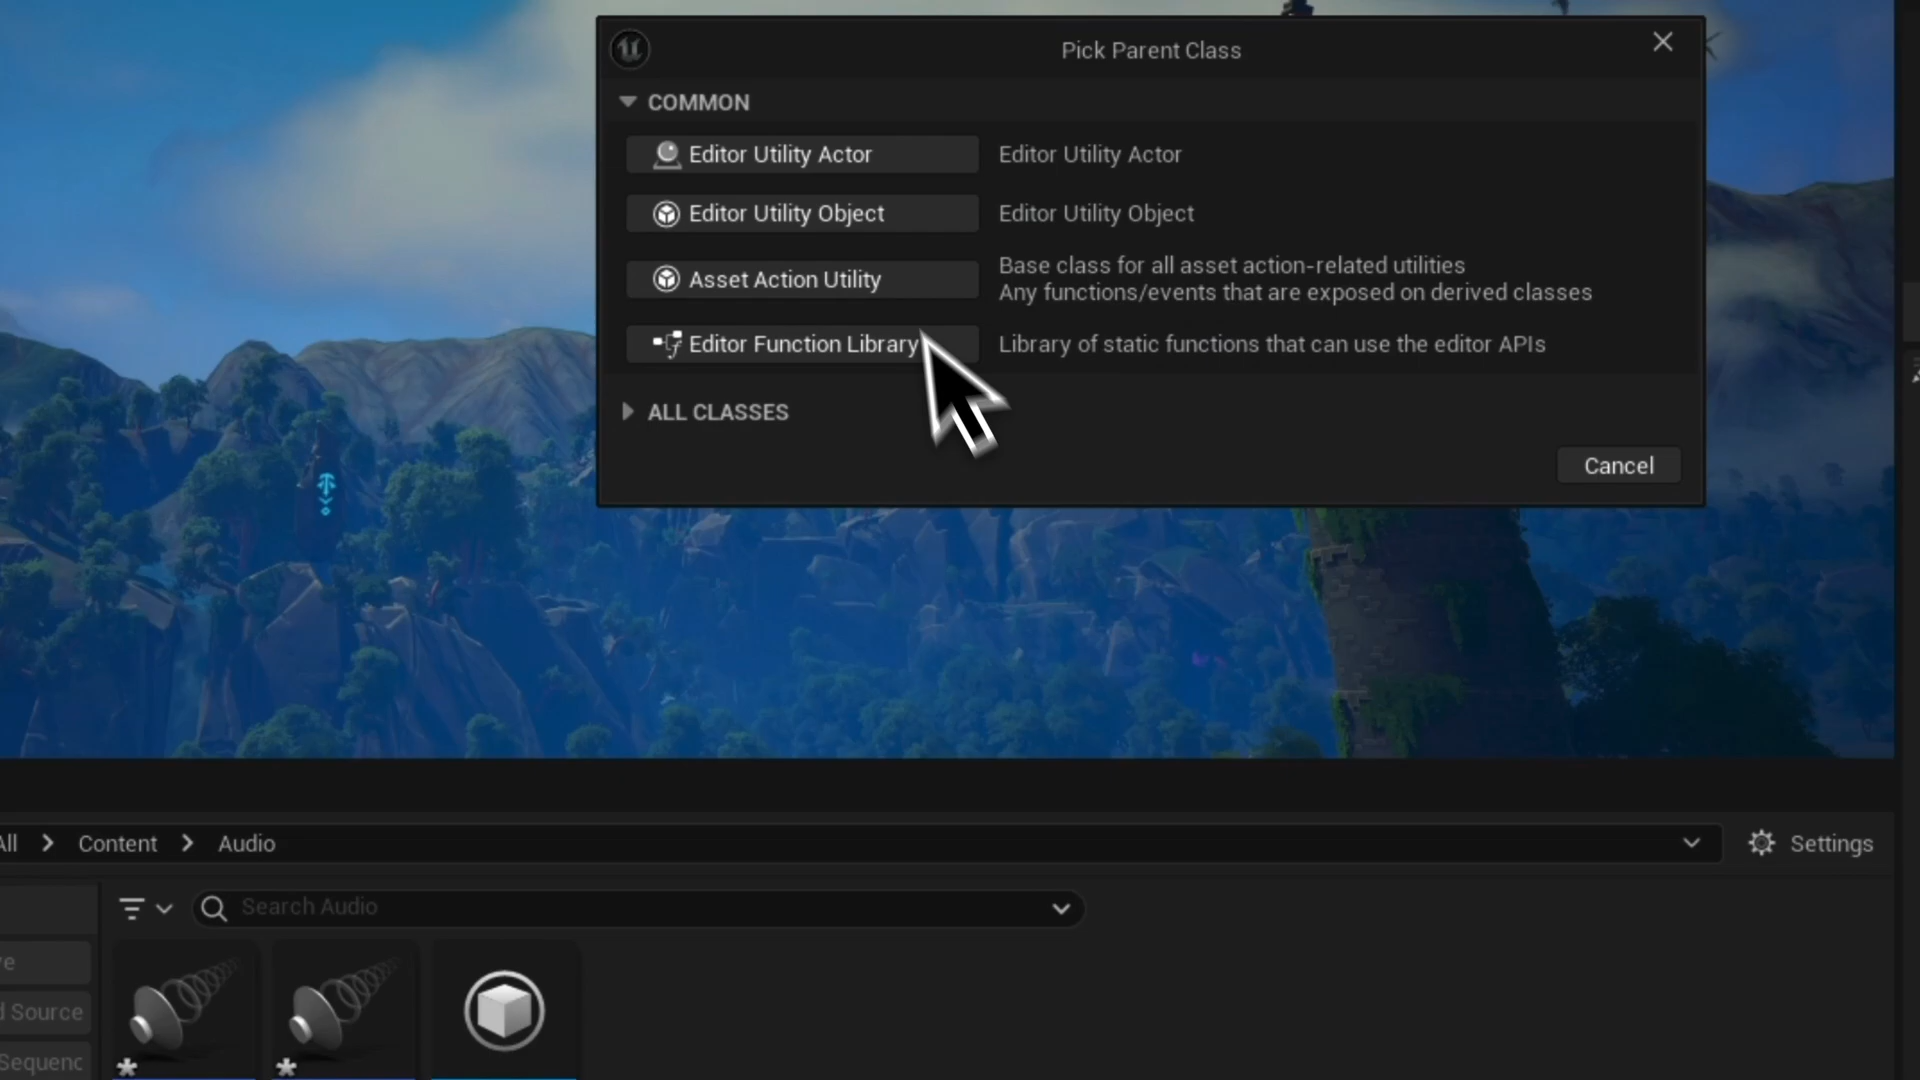 Pick Parent Class
COMMON
Editor Utility Actor
Editor Utility Actor
Editor Utility Object
Editor Utility Object
Asset Action Utility
Base class for all asset action-related utilities
Any functions/events that are exposed on derived classes
Editor Function Library
Library of static functions that can use the editor APIs
ALL CLASSES
Cancel
All > Content > Audio
Settings
Search Audio
Source